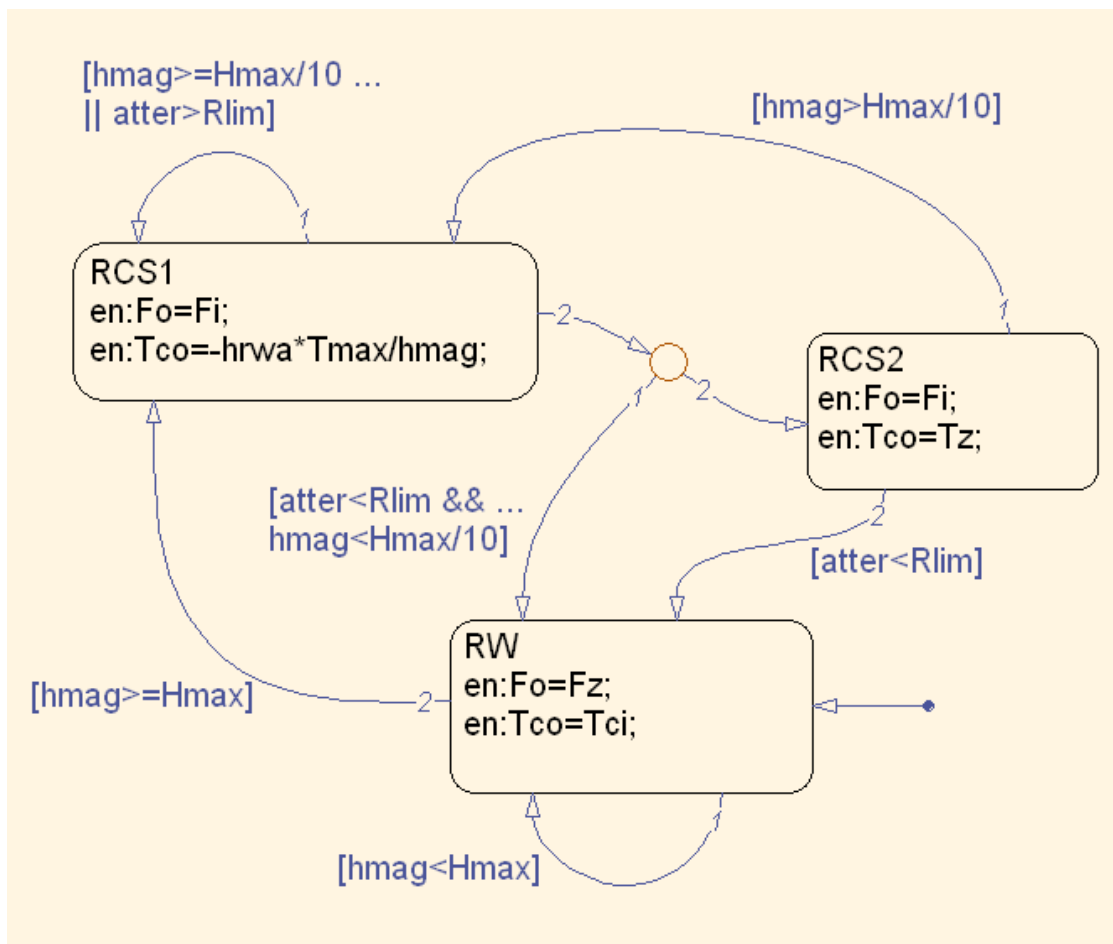 [hmag>=Hmax/10 ...
|| atter>Rlim]
[hmag>Hmax/10]
1
RCS1
en:Fo=Fi;
en:Tco=-hrwa*Tmax/hmag;
2
1
RCS2
en:Fo=Fi;
en:Tco=Tz;
1
2
[atter<Rlim && ...
hmag<Hmax/10]
2
[atter<Rlim]
RW
en:Fo=Fz;
en:Tco=Tci;
[hmag>=Hmax]
2
1
[hmag<Hmax]